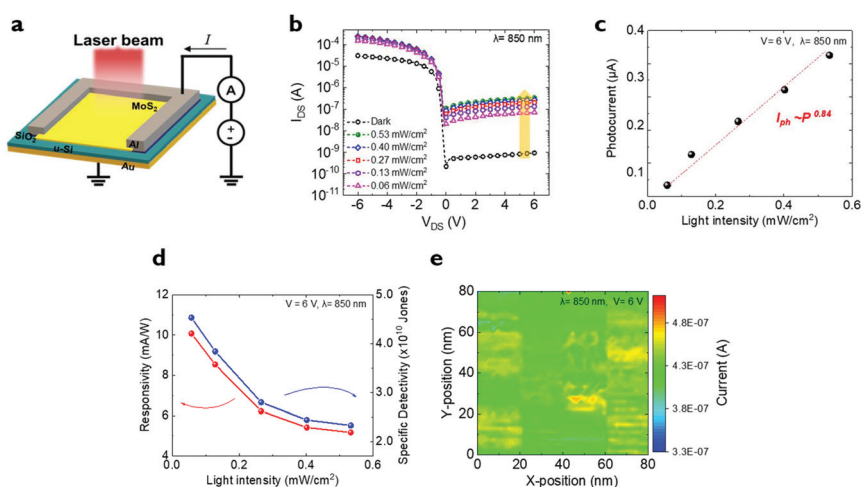 a
Laser beam
I
A
MoS2
SiO2
u-Si
Al
Au
b
λ= 850 nm
10-4
10-5
10-6
10-7
10-8
10-9
10-10
10-11
IDS (A)
Dark
0.53 mW/cm2
0.40 mW/cm2
0.27 mW/cm2
0.13 mW/cm2
0.06 mW/cm2
-6 -4 -2 0 2 4 6
VDS (V)
c
V= 6 V, λ= 850 nm
0.4
0.3
0.2
0.1
Photocurrent (μA)
Iph ~P 0.84
0.0 0.2 0.4 0.6
Light intensity (mW/cm2)
d
V = 6 V, λ= 850 nm
12
10
8
6
4
Responsivity (mA/W)
5.0
4.0
3.0
2.0
Specific Detectivity (x1010 Jones)
0.0 0.2 0.4 0.6
Light intensity (mW/cm2)
e
λ= 850 nm, V= 6 V
80
60
40
20
0
Y-position (nm)
0 20 40 60 80
X-position (nm)
4.8E-07
4.3E-07
3.8E-07
3.3E-07
Current (A)